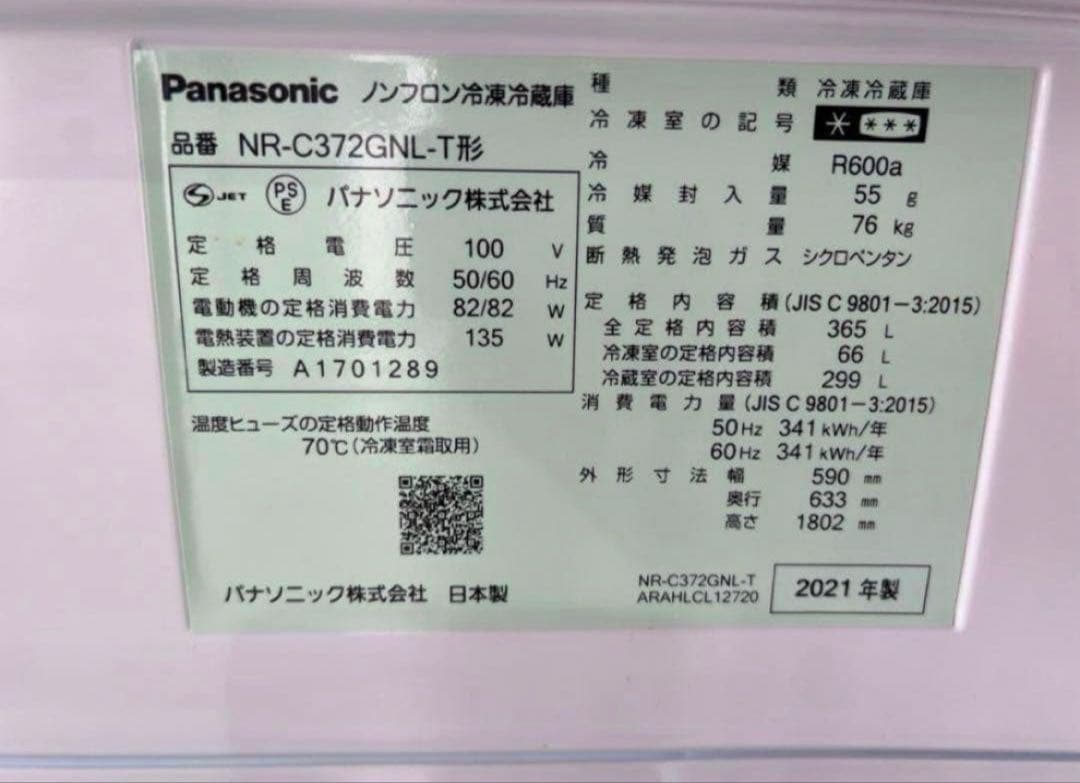 Panasonic ノンフロン冷凍冷蔵庫
品番 NR-C372GNL-T形
JET PSE パナソニック株式会社
定格電圧 100 V
定格周波数 50/60 Hz
電動機の定格消費電力 82/82 W
電熱装置の定格消費電力 135 W
製造番号 A1701289
温度ヒューズの定格動作温度
70℃(冷凍室霜取用)
パナソニック株式会社 日本製
種類 冷凍冷蔵庫
冷凍室の記号 * ***
冷媒 R600a
冷媒封入量 55 g
質量 76 kg
断熱発泡ガス シクロペンタン
定格内容積(JIS C 9801-3:2015)
全定格内容積 365 L
冷凍室の定格内容積 66 L
冷蔵室の定格内容積 299 L
消費電力量(JIS C 9801-3:2015)
50Hz 341kWh/年
60Hz 341kWh/年
外形寸法 幅 590 mm
奥行 633 mm
高さ 1802 mm
NR-C372GNL-T
ARAHLCL12720
2021年製